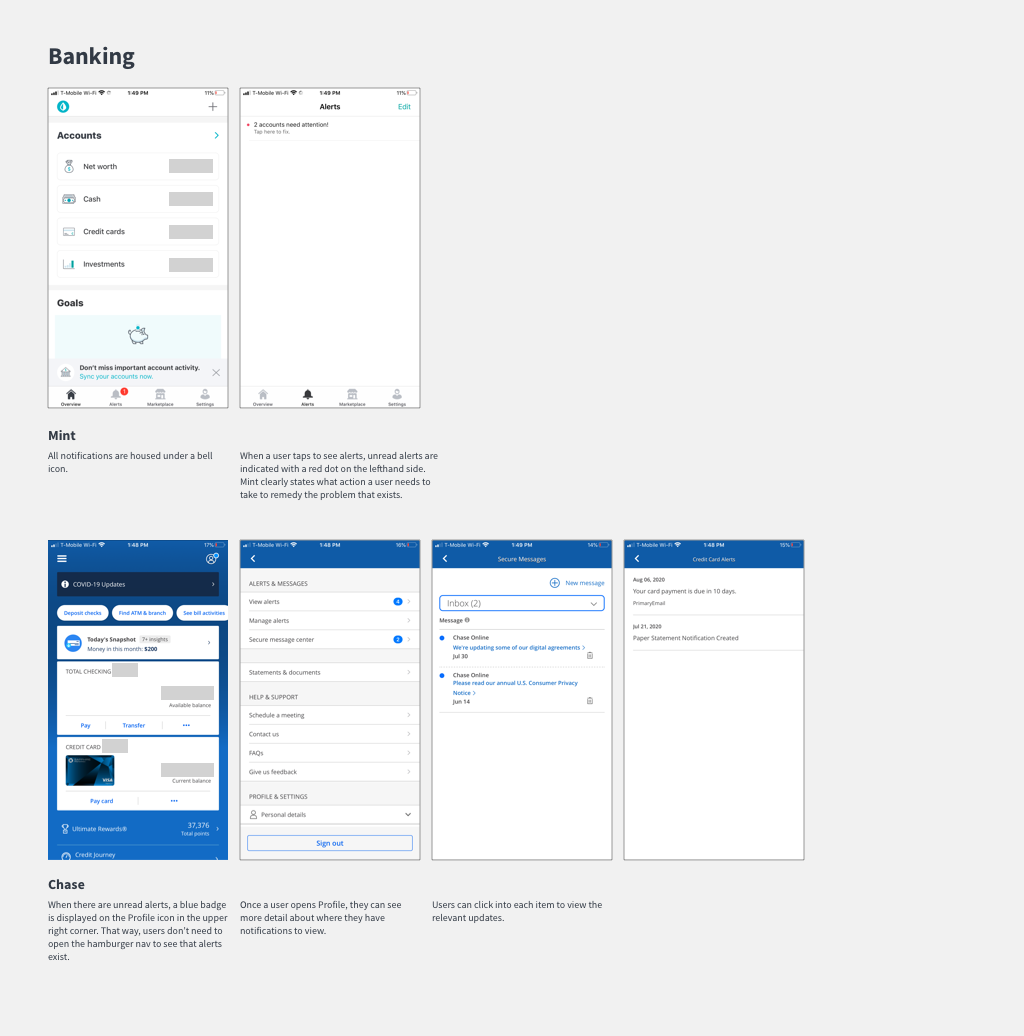 Banking
T-Mobile Wi-Fi 1:49 PM 11%
Accounts
Net worth
Cash
Credit cards
Investments
Goals
Don't miss important account activity.
Sync your accounts now.
1
Overview Alerts Marketplace Settings
T-Mobile Wi-Fi 1:49 PM 11%
Alerts Edit
2 accounts need attention!
Tap here to fix.
Overview Alerts Marketplace Settings
Mint
All notifications are housed under a bell
icon.
When a user taps to see alerts, unread alerts are
indicated with a red dot on the lefthand side.
Mint clearly states what action a user needs to
take to remedy the problem that exists.
T-Mobile Wi-Fi 1:48 PM 17%
COVID-19 Updates
Deposit checks Find ATM & branch See bill activities
Today's Snapshot 7+ insights
Money in this month: $200
TOTAL CHECKING
Available balance
Pay Transfer •••
CREDIT CARD
VISA
Current balance
Pay card •••
Ultimate Rewards® 37,376
Total points
Credit Journey
T-Mobile Wi-Fi 1:48 PM 16%
ALERTS & MESSAGES
View alerts 4
Manage alerts
Secure message center 2
Statements & documents
HELP & SUPPORT
Schedule a meeting
Contact us
FAQs
Give us feedback
PROFILE & SETTINGS
Personal details
Sign out
T-Mobile Wi-Fi 1:49 PM 14%
Secure Messages
New message
Inbox (2)
Message
Chase Online
We're updating some of our digital agreements
Jul 30
Chase Online
Please read our annual U.S. Consumer Privacy
Notice
Jun 14
T-Mobile Wi-Fi 1:48 PM 15%
Credit Card Alerts
Aug 06, 2020
Your card payment is due in 10 days.
PrimaryEmail
Jul 21, 2020
Paper Statement Notification Created
Chase
When there are unread alerts, a blue badge
is displayed on the Profile icon in the upper
right corner. That way, users don't need to
open the hamburger nav to see that alerts
exist.
Once a user opens Profile, they can see
more detail about where they have
notifications to view.
Users can click into each item to view the
relevant updates.